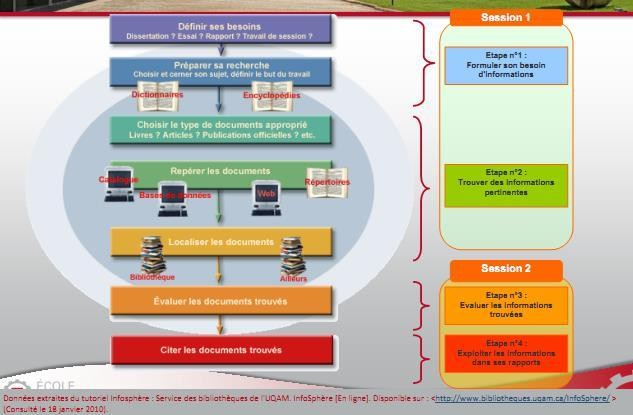 Définir ses besoins
Dissertation ? Essai ? Rapport ? Travail de session ?
Préparer sa recherche
Choisir et cerner son sujet, définir le but du travail
Dictionnaires
Encyclopédies
Choisir le type de documents approprié
Livres ? Articles ? Publications officielles ? etc.
Repérer les documents
Catalogue
Bases de données
Web
Répertoires
Localiser les documents
Bibliothèque
Ailleurs
Évaluer les documents trouvés
Citer les documents trouvés
Session 1
Etape n°1 :
Formuler son besoin
d'informations
Etape n°2 :
Trouver des informations
pertinentes
Session 2
Etape n°3 :
Evaluer les informations
trouvées
Etape n°4 :
Exploiter les informations
dans ses rapports
ÉCOLE
Données extraites du tutoriel Infosphère : Service des bibliothèques de l'UQAM. InfoSphère [En ligne]. Disponible sur : <http://www.bibliotheques.uqam.ca/InfoSphere/ >
(Consulté le 18 janvier 2010).